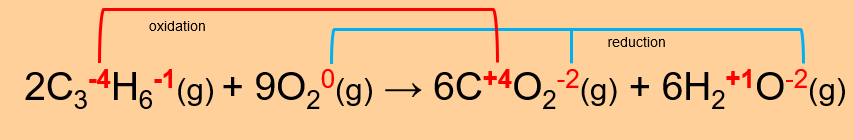 oxidation
reduction
2C₃⁻⁴H₆⁻¹(g) + 9O₂⁰(g) → 6C⁺⁴O₂⁻²(g) + 6H₂⁺¹O⁻²(g)